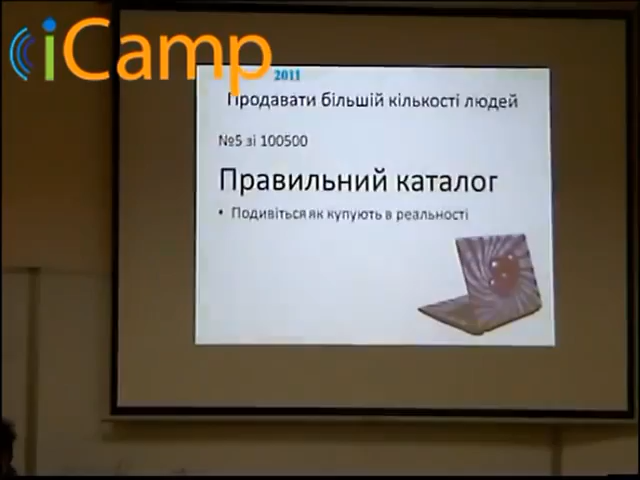 iCamp
2011
Продавати більшій кількості людей
№5 зі 100500
Правильний каталог
• Подивіться як купують в реальності